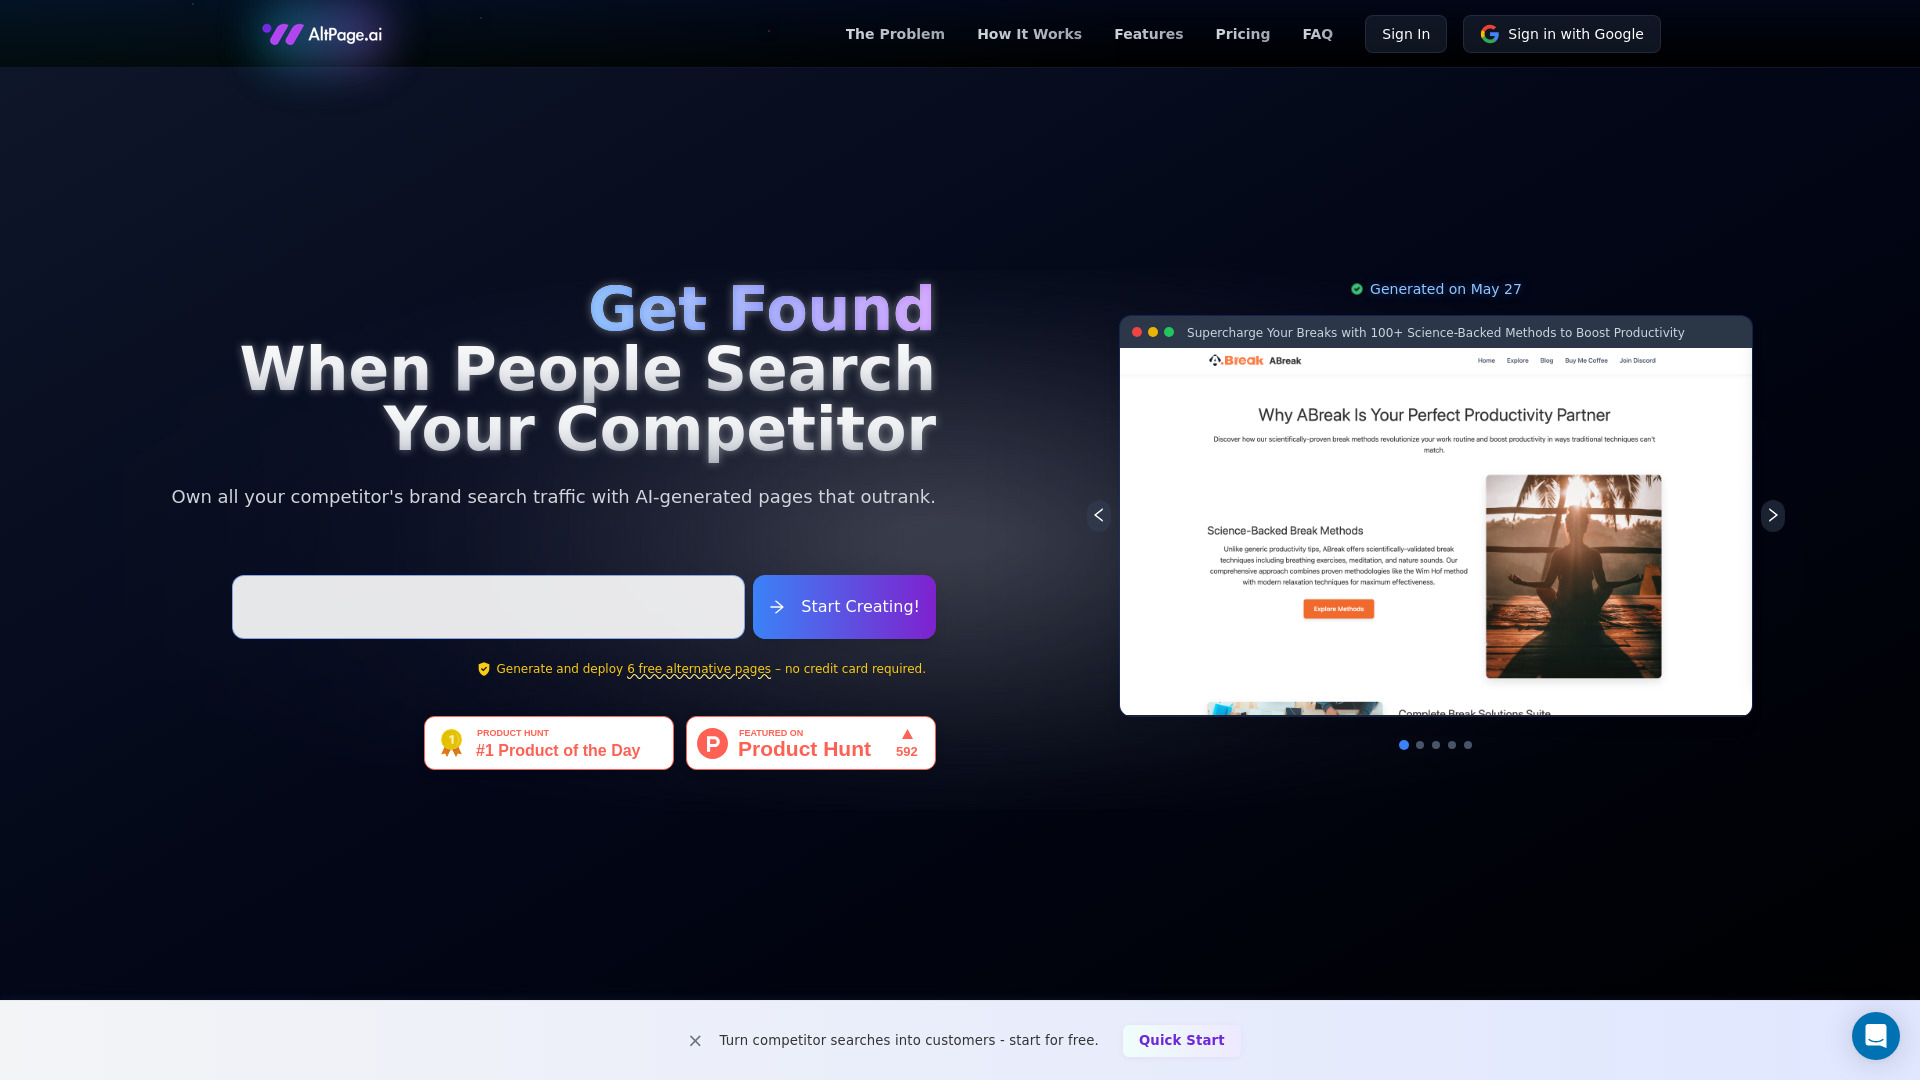 AltPage.ai
The Problem
How It Works
Features
Pricing
FAQ
Sign In
Sign in with Google
Get Found
When People Search
Your Competitor
Own all your competitor's brand search traffic with AI-generated pages that outrank.
Start Creating!
Generate and deploy 6 free alternative pages – no credit card required.
1
PRODUCT HUNT
#1 Product of the Day
P
FEATURED ON
Product Hunt
592
Generated on May 27
Supercharge Your Breaks with 100+ Science-Backed Methods to Boost Productivity
A.Break ABreak
Home
Explore
Blog
Buy Me Coffee
Join Discord
Why ABreak Is Your Perfect Productivity Partner
Discover how our scientifically-proven break methods revolutionize your work routine and boost productivity in ways traditional techniques can't
match.
Science-Backed Break Methods
Unlike generic productivity tips, ABreak offers scientifically-validated break
techniques including breathing exercises, meditation, and nature sounds. Our
comprehensive approach combines proven methodologies like the Wim Hof method
with modern relaxation techniques for maximum effectiveness.
Explore Methods
Complete Break Solutions Suite
Turn competitor searches into customers - start for free.
Quick Start